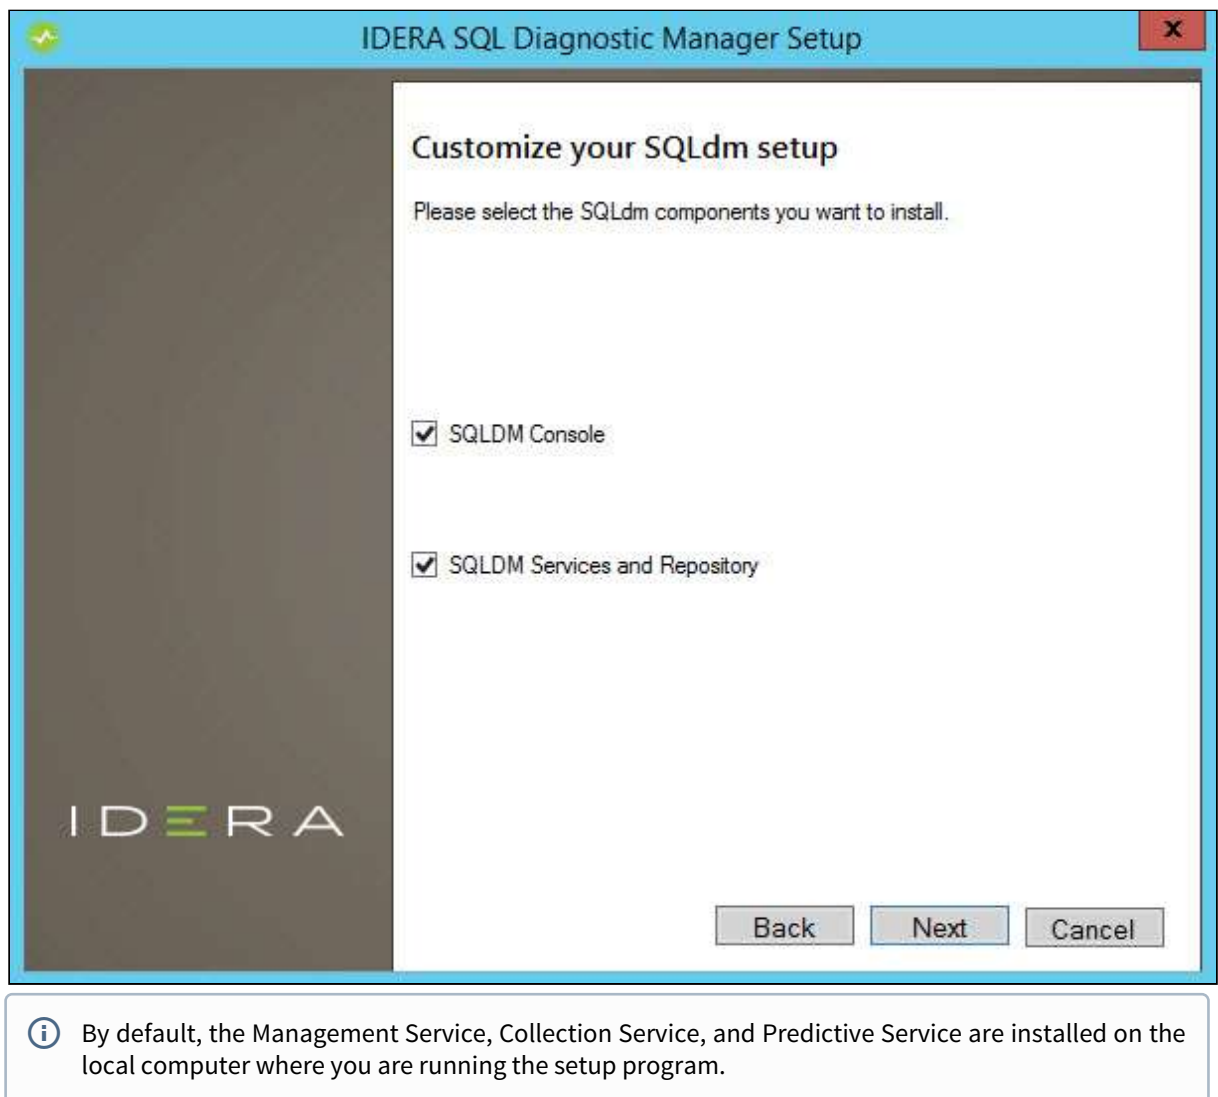 IDERA SQL Diagnostic Manager Setup
x
Customize your SQLdm setup
Please select the SQLdm components you want to install.
SQLDM Console
SQLDM Services and Repository
IDERA
Back Next Cancel
By default, the Management Service, Collection Service, and Predictive Service are installed on the
local computer where you are running the setup program.